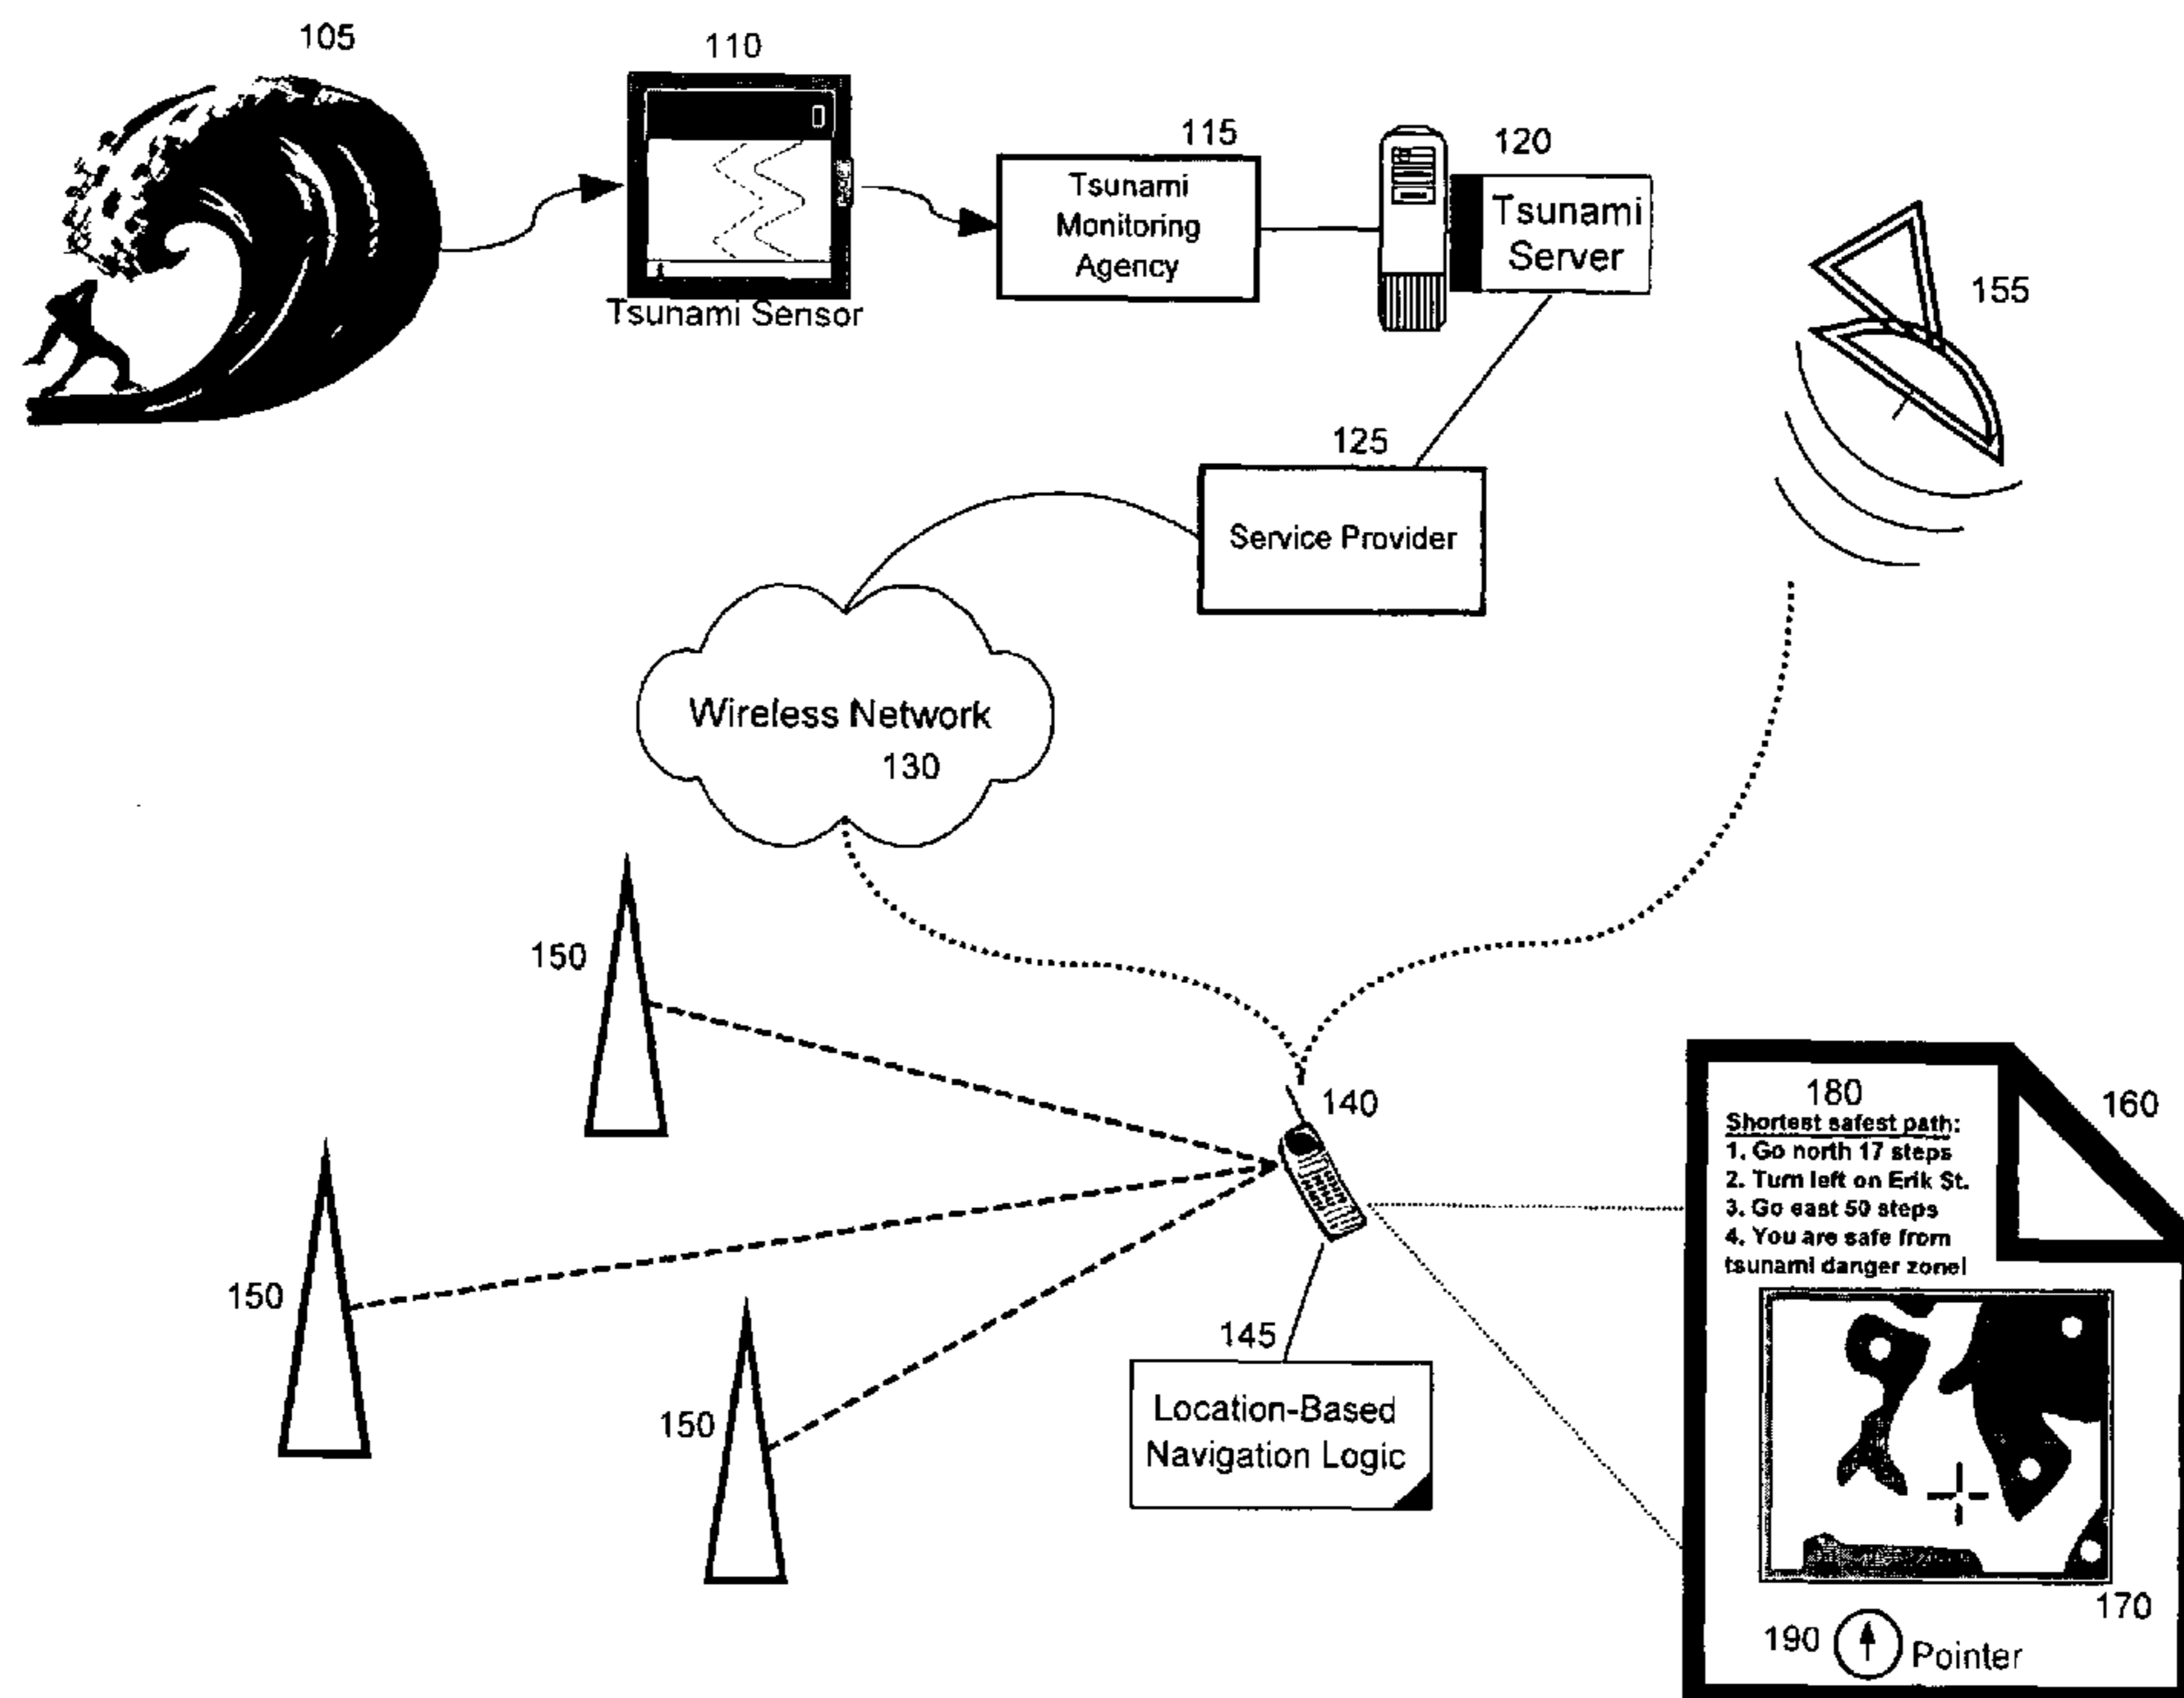 105
110
Tsunami Sensor
115
Tsunami
Monitoring
Agency
120
Tsunami
Server
155
125
Service Provider
Wireless Network
130
150
150
150
140
145
Location-Based
Navigation Logic
160
180
Shortest safest path:
1. Go north 17 steps
2. Turn left on Erik St.
3. Go east 50 steps
4. You are safe from
tsunami danger zone!
170
190
Pointer